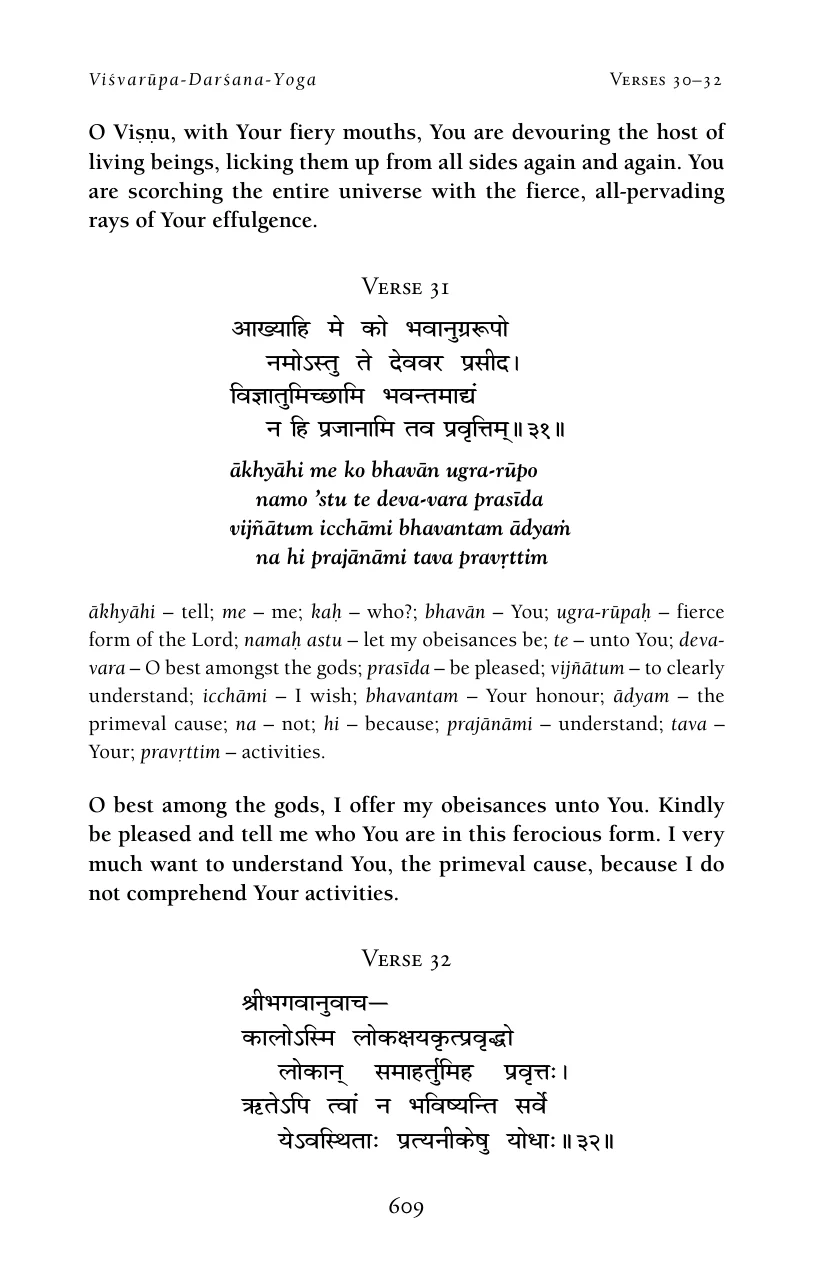 Viśvarūpa-Darśana-Yoga Verses 30–32
O Viṣṇu, with Your fiery mouths, You are devouring the host of
living beings, licking them up from all sides again and again. You
are scorching the entire universe with the fierce, all-pervading
rays of Your effulgence.
Verse 31
आख्याहि मे को भवानुग्ररूपो
नमोऽस्तु ते देववर प्रसीद।
विज्ञातुमिच्छामि भवन्तमाद्यं
न हि प्रजानामि तव प्रवृत्तिम्॥३१॥
ākhyāhi me ko bhavān ugra-rūpo
namo ’stu te deva-vara prasīda
vijñātum icchāmi bhavantam ādyaṁ
na hi prajānāmi tava pravṛttim
ākhyāhi – tell; me – me; kaḥ – who?; bhavān – You; ugra-rūpaḥ – fierce
form of the Lord; namaḥ astu – let my obeisances be; te – unto You; deva-
vara – O best amongst the gods; prasīda – be pleased; vijñātum – to clearly
understand; icchāmi – I wish; bhavantam – Your honour; ādyam – the
primeval cause; na – not; hi – because; prajānāmi – understand; tava –
Your; pravṛttim – activities.
O best among the gods, I offer my obeisances unto You. Kindly
be pleased and tell me who You are in this ferocious form. I very
much want to understand You, the primeval cause, because I do
not comprehend Your activities.
Verse 32
श्रीभगवानुवाच—
कालोऽस्मि लोकक्षयकृत्प्रवृद्धो
लोकान् समाहर्तुमिह प्रवृत्तः।
ऋतेऽपि त्वां न भविष्यन्ति सर्वे
येऽवस्थिताः प्रत्यनीकेषु योधाः॥३२॥
609